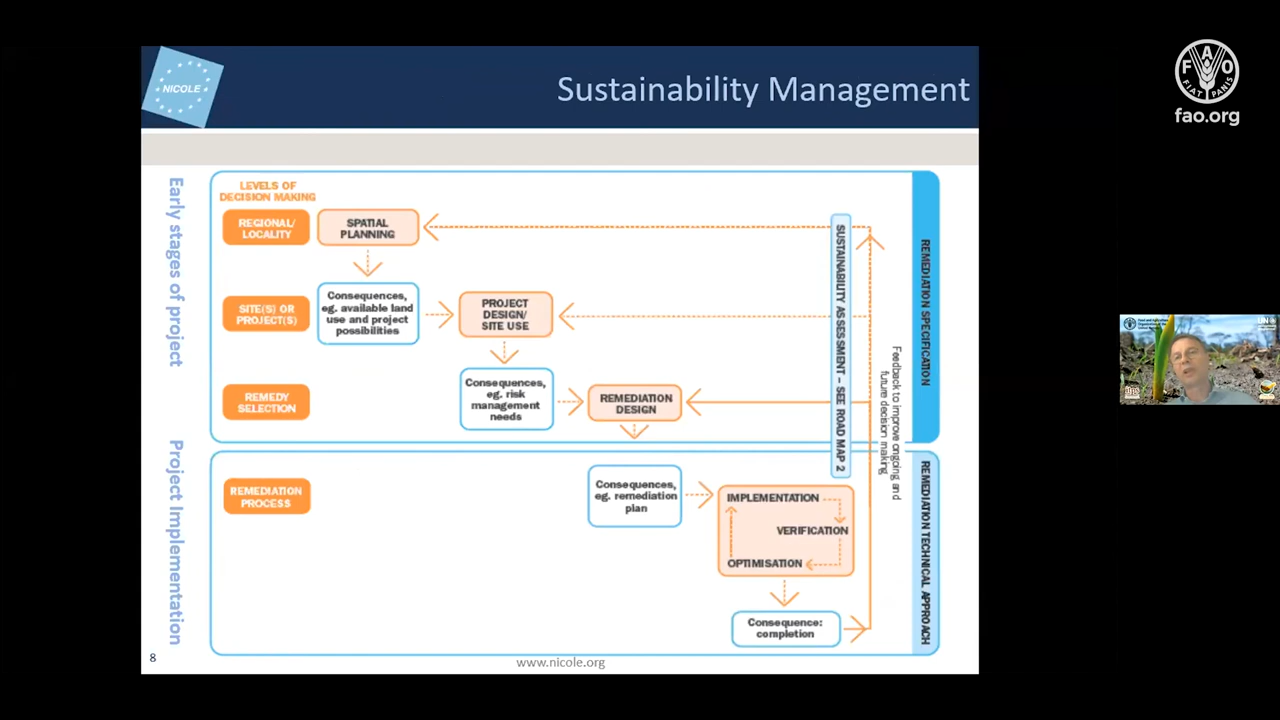 NICOLE
Sustainability Management
F A O
FIAT PANIS
fao.org
Early stages of project
Project Implementation
LEVELS OF
DECISION MAKING
REGIONAL/
LOCALITY
SPATIAL
PLANNING
SITE(S) OR
PROJECT(S)
Consequences,
eg. available land
use and project
possibilities
PROJECT
DESIGN/
SITE USE
REMEDY
SELECTION
Consequences,
eg. risk
management
needs
REMEDIATION
DESIGN
SUSTAINABILITY ASSESSMENT – SEE ROAD MAP 2
Feedback to improve ongoing and
future decision making
REMEDIATION SPECIFICATION
REMEDIATION
PROCESS
Consequences,
eg. remediation
plan
IMPLEMENTATION
VERIFICATION
OPTIMISATION
Consequence:
completion
REMEDIATION TECHNICAL APPROACH
8
www.nicole.org